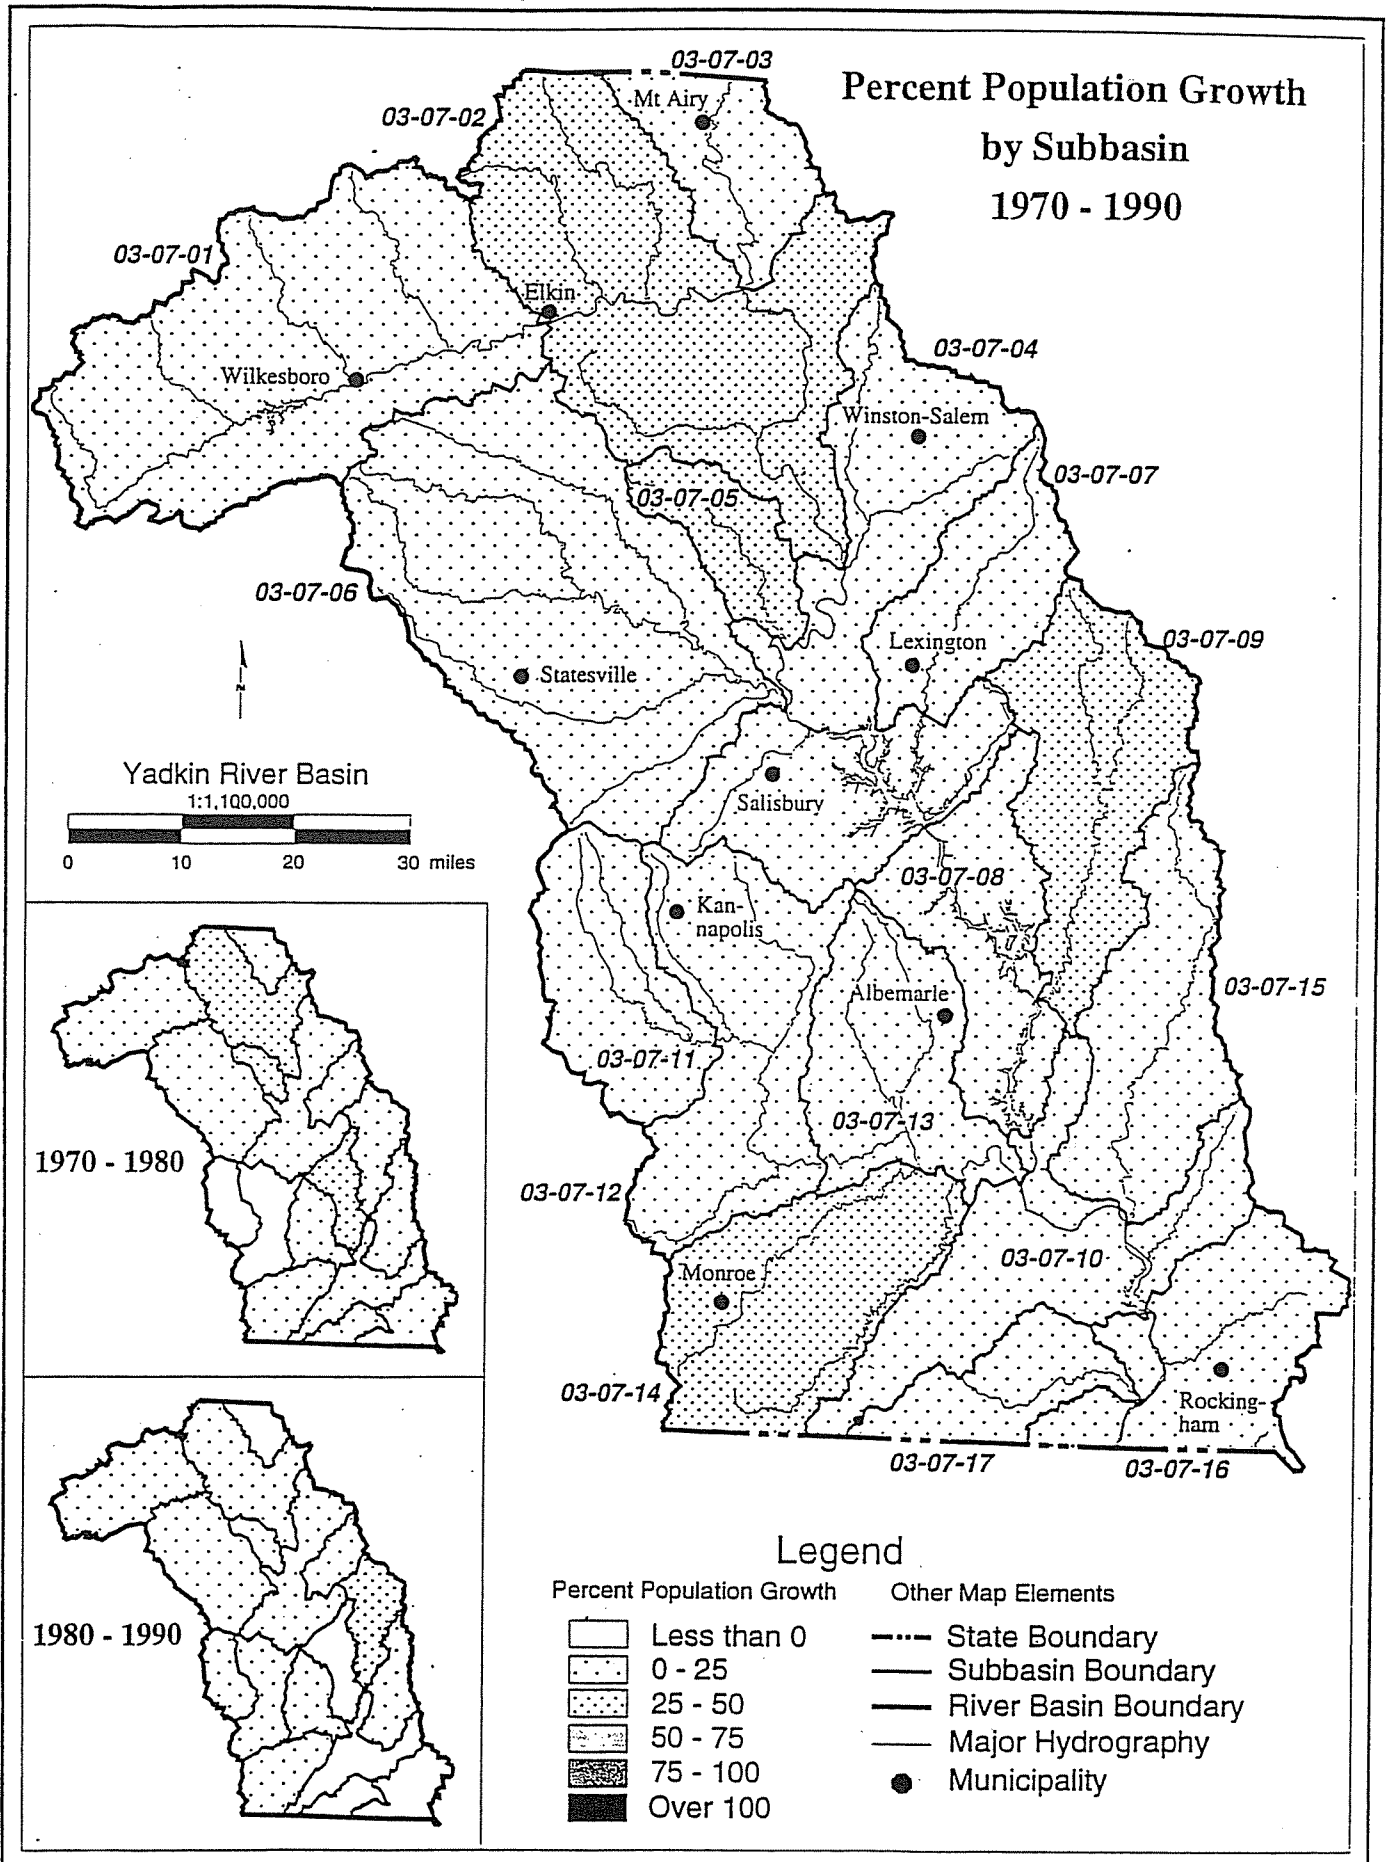 Percent Population Growth
by Subbasin
1970 - 1990
03-07-03
Mt Airy
03-07-02
03-07-01
Elkin
03-07-04
Wilkesboro
Winston-Salem
03-07-07
03-07-05
03-07-06
Lexington
03-07-09
Statesville
N
Yadkin River Basin
1:1,100,000
0 10 20 30 miles
Salisbury
03-07-08
Kan-
napolis
Albemarle
03-07-15
03-07-11
03-07-13
03-07-12
03-07-10
Monroe
03-07-14
Rocking-
ham
03-07-17
03-07-16
1970 - 1980
1980 - 1990
Legend
Percent Population Growth
Less than 0
0 - 25
25 - 50
50 - 75
75 - 100
Over 100
Other Map Elements
State Boundary
Subbasin Boundary
River Basin Boundary
Major Hydrography
Municipality